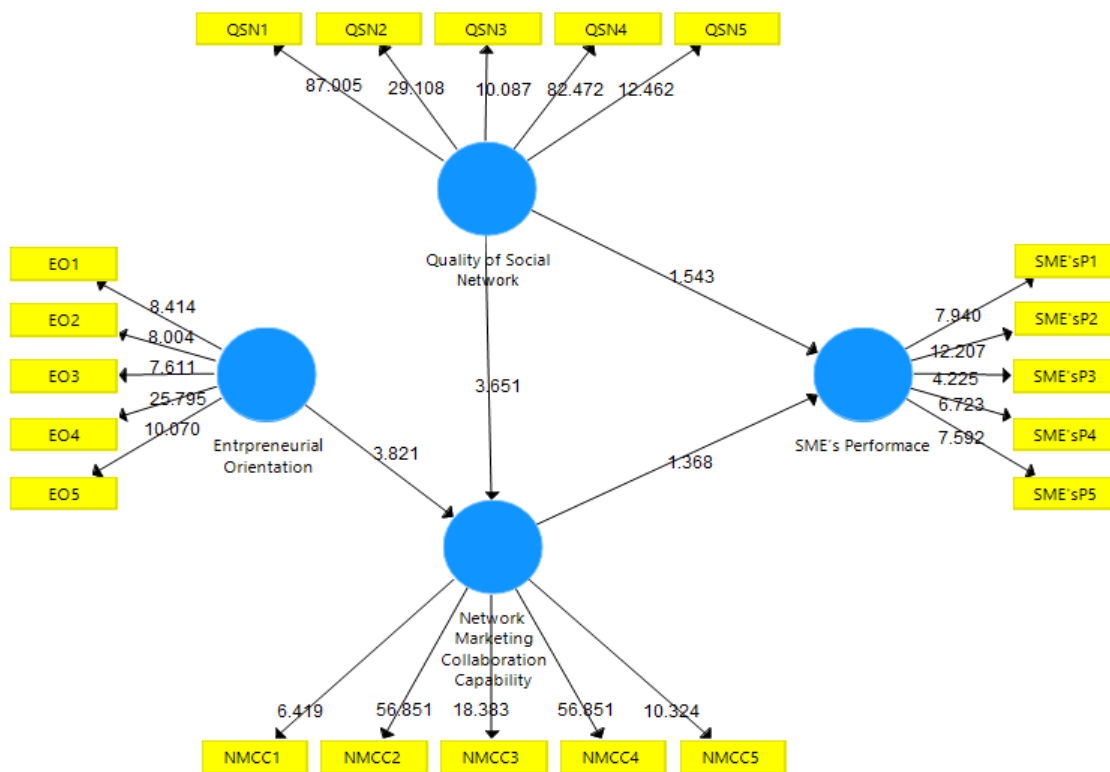 QSN1 QSN2 QSN3 QSN4 QSN5
87.005 29.108 10.087 82.472 12.462
Quality of Social
Network
EO1
EO2
EO3
EO4
EO5
8.414
8.004
7.611
25.795
10.070
Entrpreneurial
Orientation
3.821
3.651
1.543
1.368
SME's Performace
7.940
12.207
4.225
6.723
7.592
SME'sP1
SME'sP2
SME'sP3
SME'sP4
SME'sP5
Network
Marketing
Collaboration
Capability
6.419 56.851 18.383 56.851 10.324
NMCC1 NMCC2 NMCC3 NMCC4 NMCC5